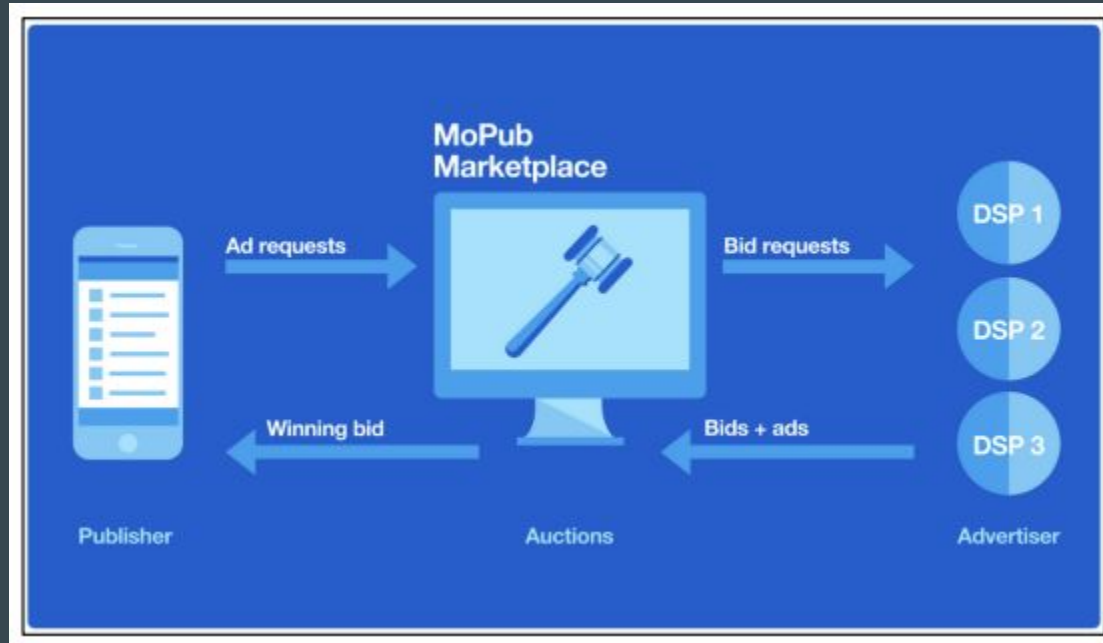 MoPub
Marketplace
Ad requests
Bid requests
DSP 1
DSP 2
DSP 3
Winning bid
Bids + ads
Publisher
Auctions
Advertiser